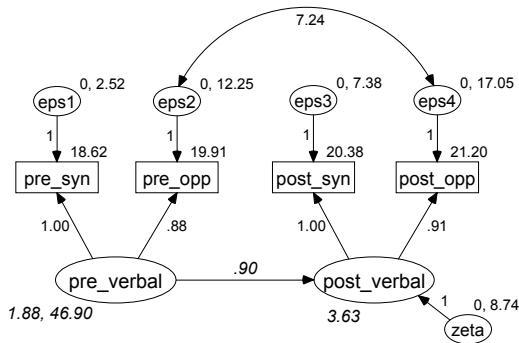 7.24
0, 2.52
0, 12.25
0, 7.38
0, 17.05
eps1
eps2
eps3
eps4
1
1
1
1
18.62
19.91
20.38
21.20
pre_syn
pre_opp
post_syn
post_opp
1.00
.88
1.00
.91
pre_verbal
.90
post_verbal
1.88, 46.90
3.63
1
0, 8.74
zeta